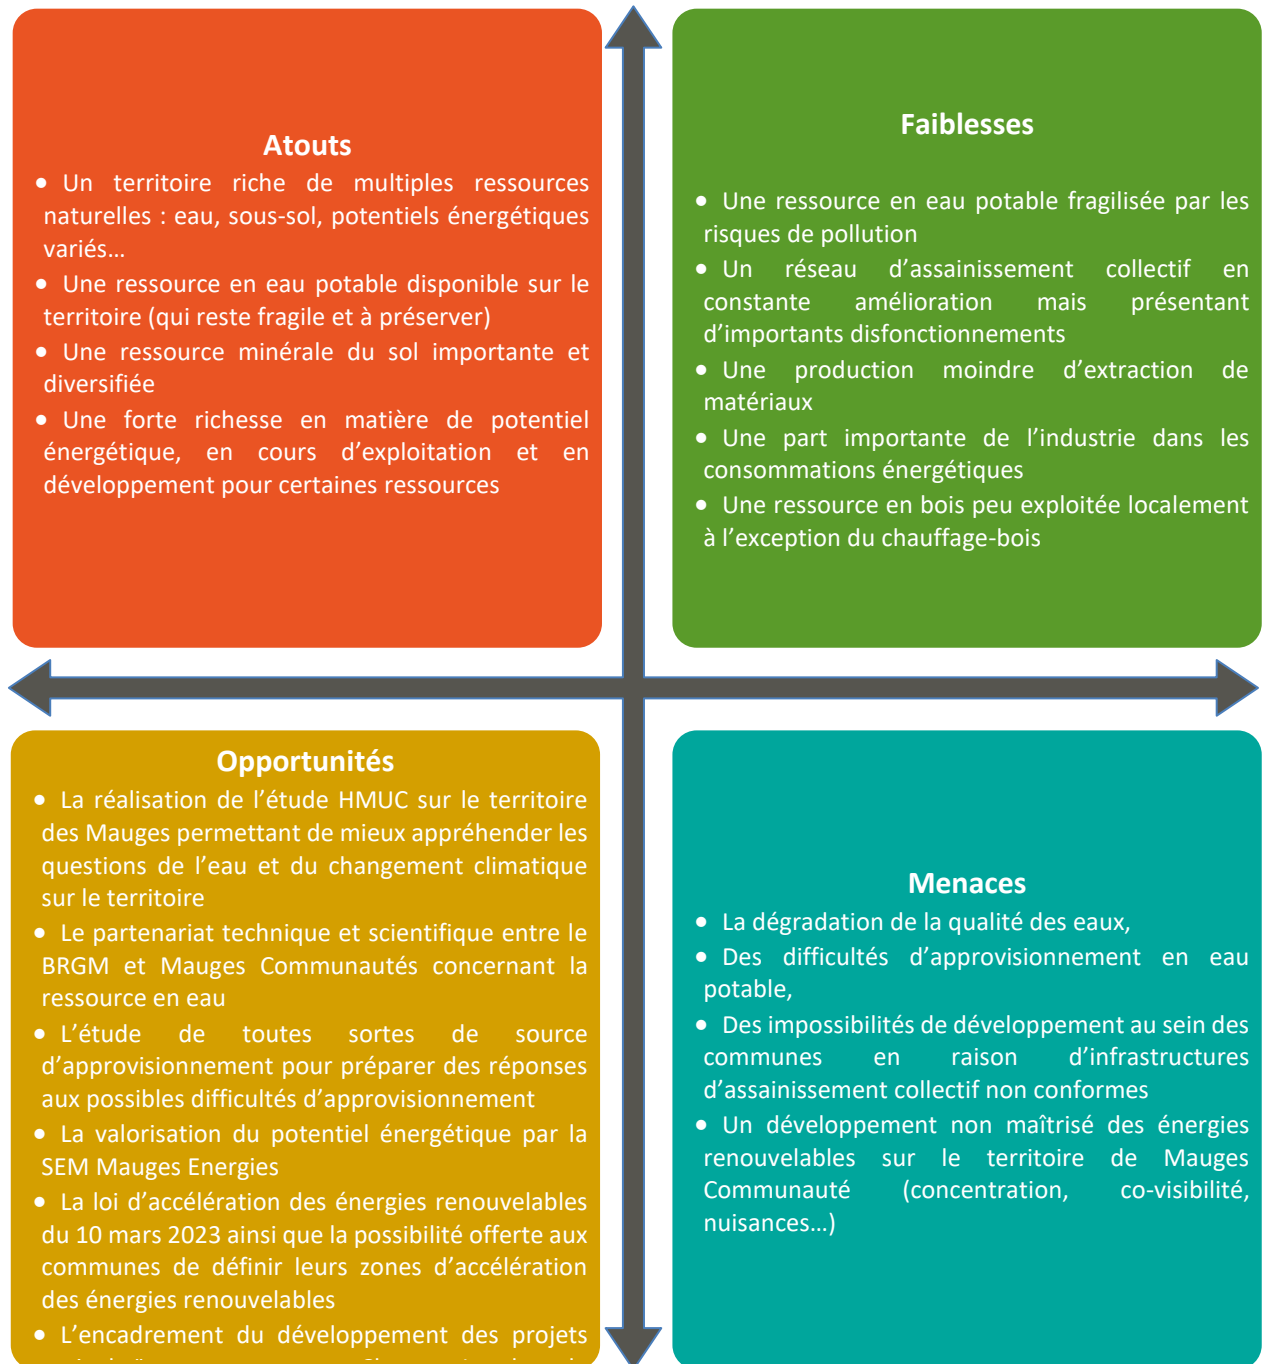 Atouts
• Un territoire riche de multiples ressources
naturelles : eau, sous-sol, potentiels énergétiques
variés…
• Une ressource en eau potable disponible sur le
territoire (qui reste fragile et à préserver)
• Une ressource minérale du sol importante et
diversifiée
• Une forte richesse en matière de potentiel
énergétique, en cours d’exploitation et en
développement pour certaines ressources
Faiblesses
• Une ressource en eau potable fragilisée par les
risques de pollution
• Un réseau d’assainissement collectif en
constante amélioration mais présentant
d’importants disfonctionnements
• Une production moindre d’extraction de
matériaux
• Une part importante de l’industrie dans les
consommations énergétiques
• Une ressource en bois peu exploitée localement
à l’exception du chauffage-bois
Opportunités
• La réalisation de l’étude HMUC sur le territoire
des Mauges permettant de mieux appréhender les
questions de l’eau et du changement climatique
sur le territoire
• Le partenariat technique et scientifique entre le
BRGM et Mauges Communautés concernant la
ressource en eau
• L’étude de toutes sortes de source
d’approvisionnement pour préparer des réponses
aux possibles difficultés d’approvisionnement
• La valorisation du potentiel énergétique par la
SEM Mauges Energies
• La loi d’accélération des énergies renouvelables
du 10 mars 2023 ainsi que la possibilité offerte aux
communes de définir leurs zones d’accélération
des énergies renouvelables
• L’encadrement du développement des projets
Menaces
• La dégradation de la qualité des eaux,
• Des difficultés d’approvisionnement en eau
potable,
• Des impossibilités de développement au sein des
communes en raison d’infrastructures
d’assainissement collectif non conformes
• Un développement non maîtrisé des énergies
renouvelables sur le territoire de Mauges
Communauté (concentration, co-visibilité,
nuisances…)